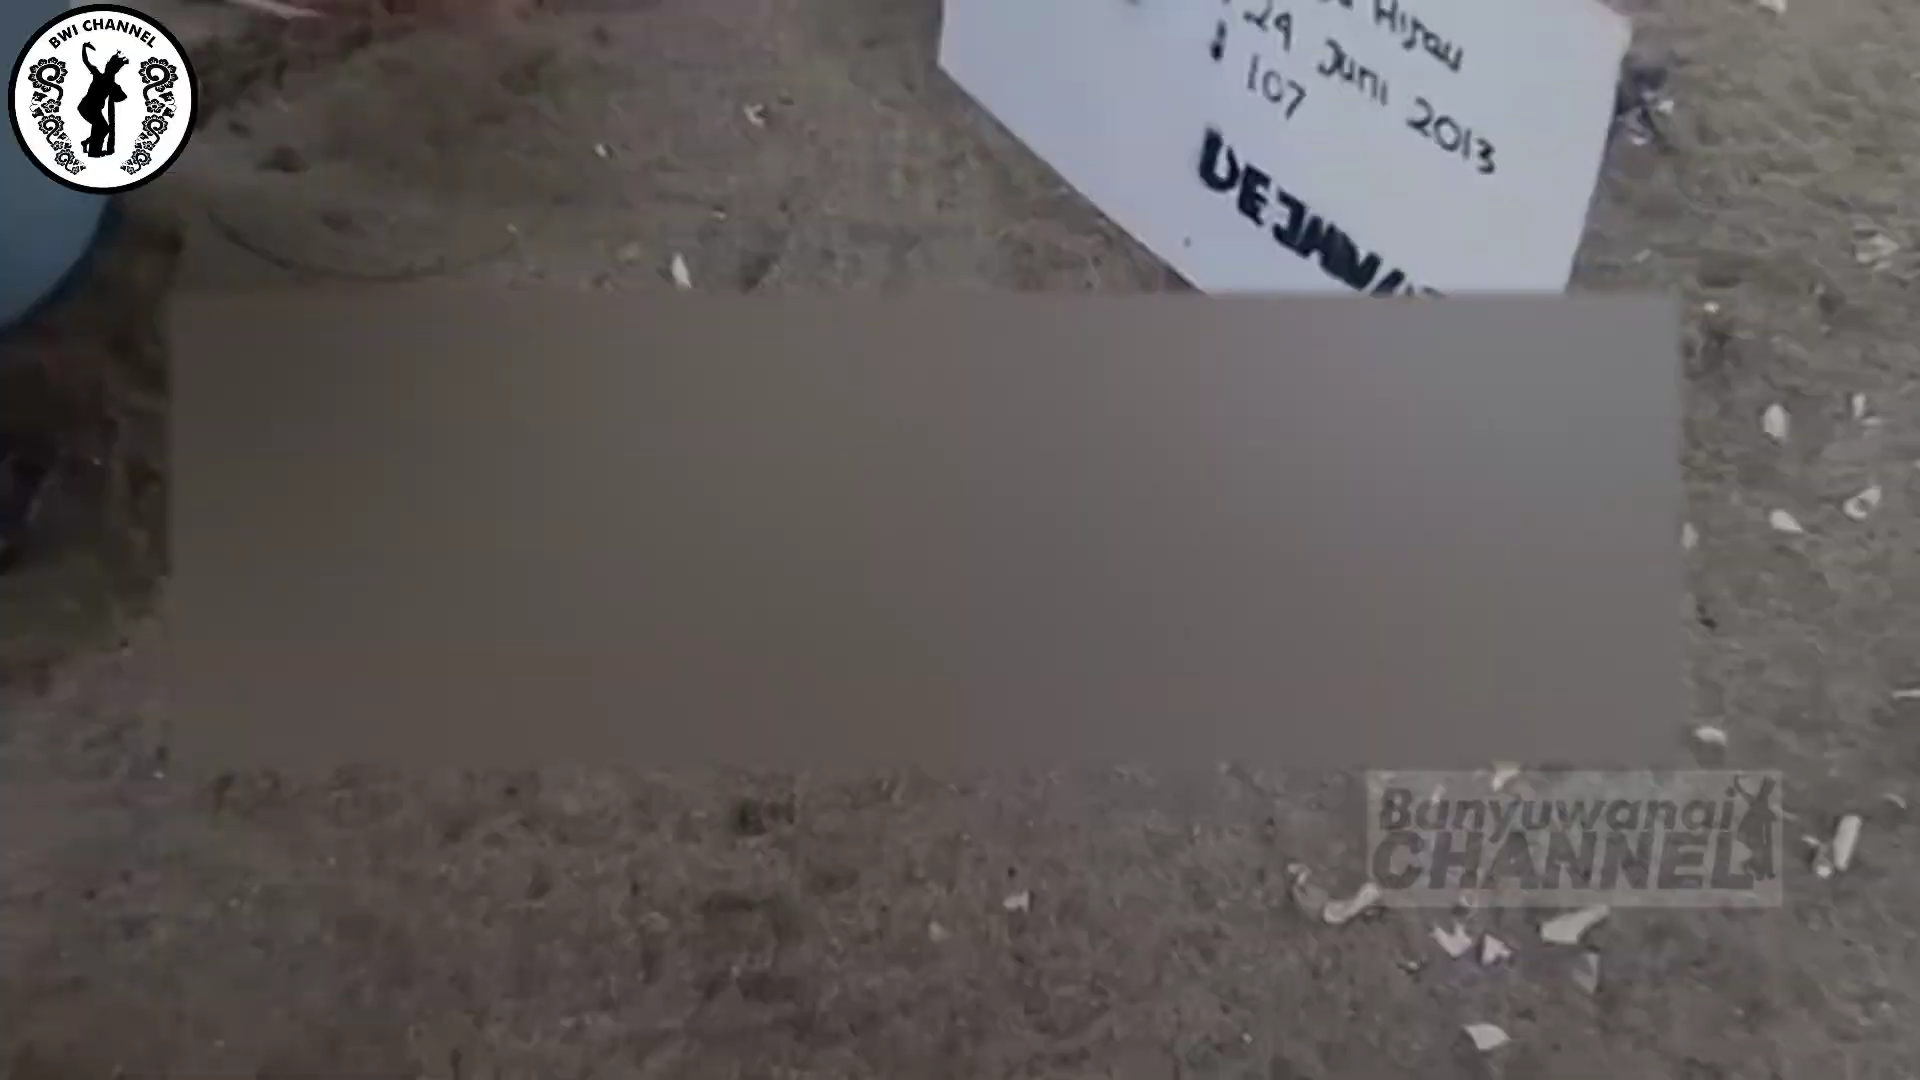 BWI CHANNEL
Hijau
29 Juni 2013
: 107
Banyuwangi
CHANNEL